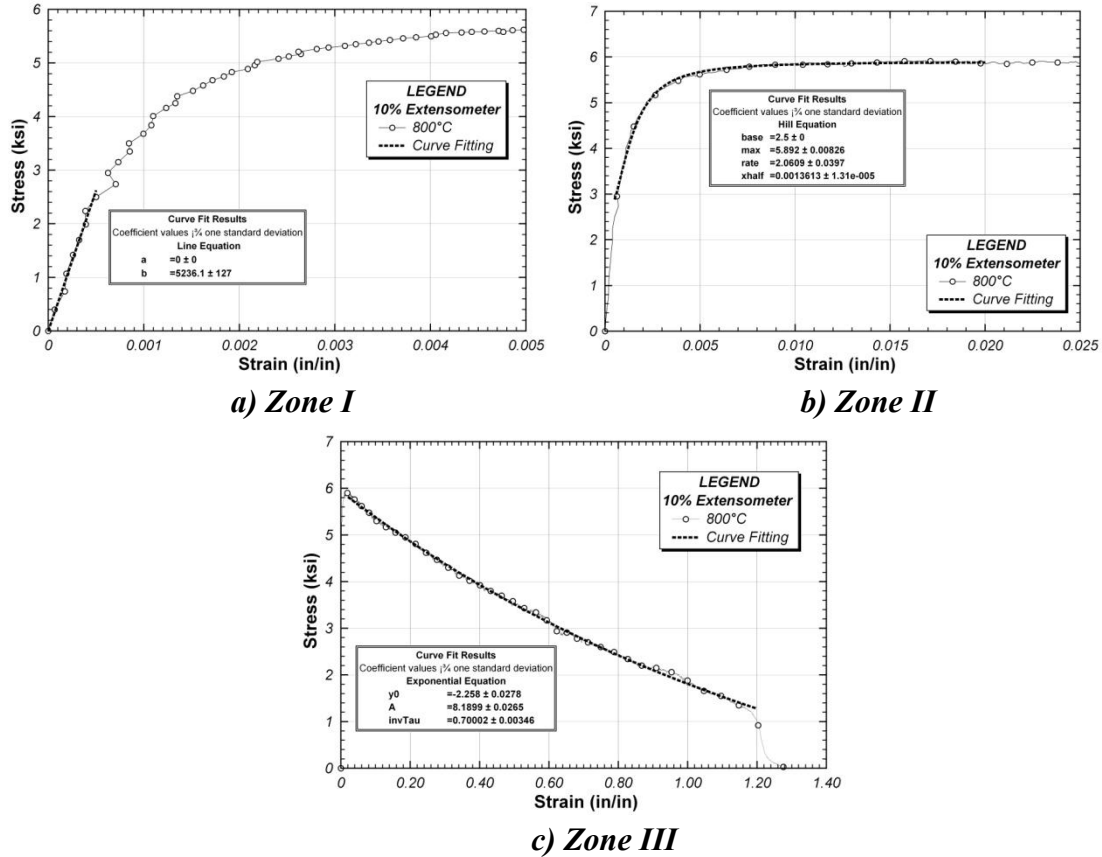 6
5
4
3
2
1
0
Stress (ksi)
0
0.001
0.002
0.003
0.004
0.005
Strain (in/in)
LEGEND
10% Extensometer
800°C
Curve Fitting
Curve Fit Results
Coefficient values ¡¾ one standard deviation
Line Equation
a =0 ± 0
b =5236.1 ± 127
a) Zone I
7
6
5
4
3
2
1
0
Stress (ksi)
0
0.005
0.010
0.015
0.020
0.025
Strain (in/in)
Curve Fit Results
Coefficient values ¡¾ one standard deviation
Hill Equation
base =2.5 ± 0
max =5.892 ± 0.00826
rate =2.0609 ± 0.0397
xhalf =0.0013613 ± 1.31e-005
LEGEND
10% Extensometer
800°C
Curve Fitting
b) Zone II
7
6
5
4
3
2
1
0
Stress (ksi)
0
0.20
0.40
0.60
0.80
1.00
1.20
1.40
Strain (in/in)
LEGEND
10% Extensometer
800°C
Curve Fitting
Curve Fit Results
Coefficient values ¡¾ one standard deviation
Exponential Equation
y0 =-2.258 ± 0.0278
A =8.1899 ± 0.0265
invTau =0.70002 ± 0.00346
c) Zone III